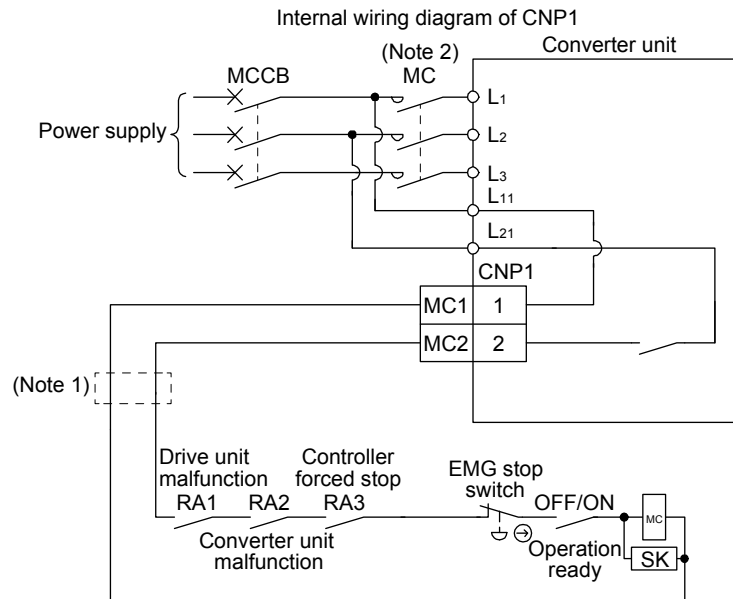 Internal wiring diagram of CNP1
(Note 2)
Converter unit
MCCB
MC
Power supply
L1
L2
L3
L11
L21
CNP1
MC1 1
MC2 2
(Note 1)
Drive unit
malfunction
Controller
forced stop
EMG stop
switch
OFF/ON
RA1
RA2
RA3
MC
Converter unit
malfunction
Operation
ready
SK